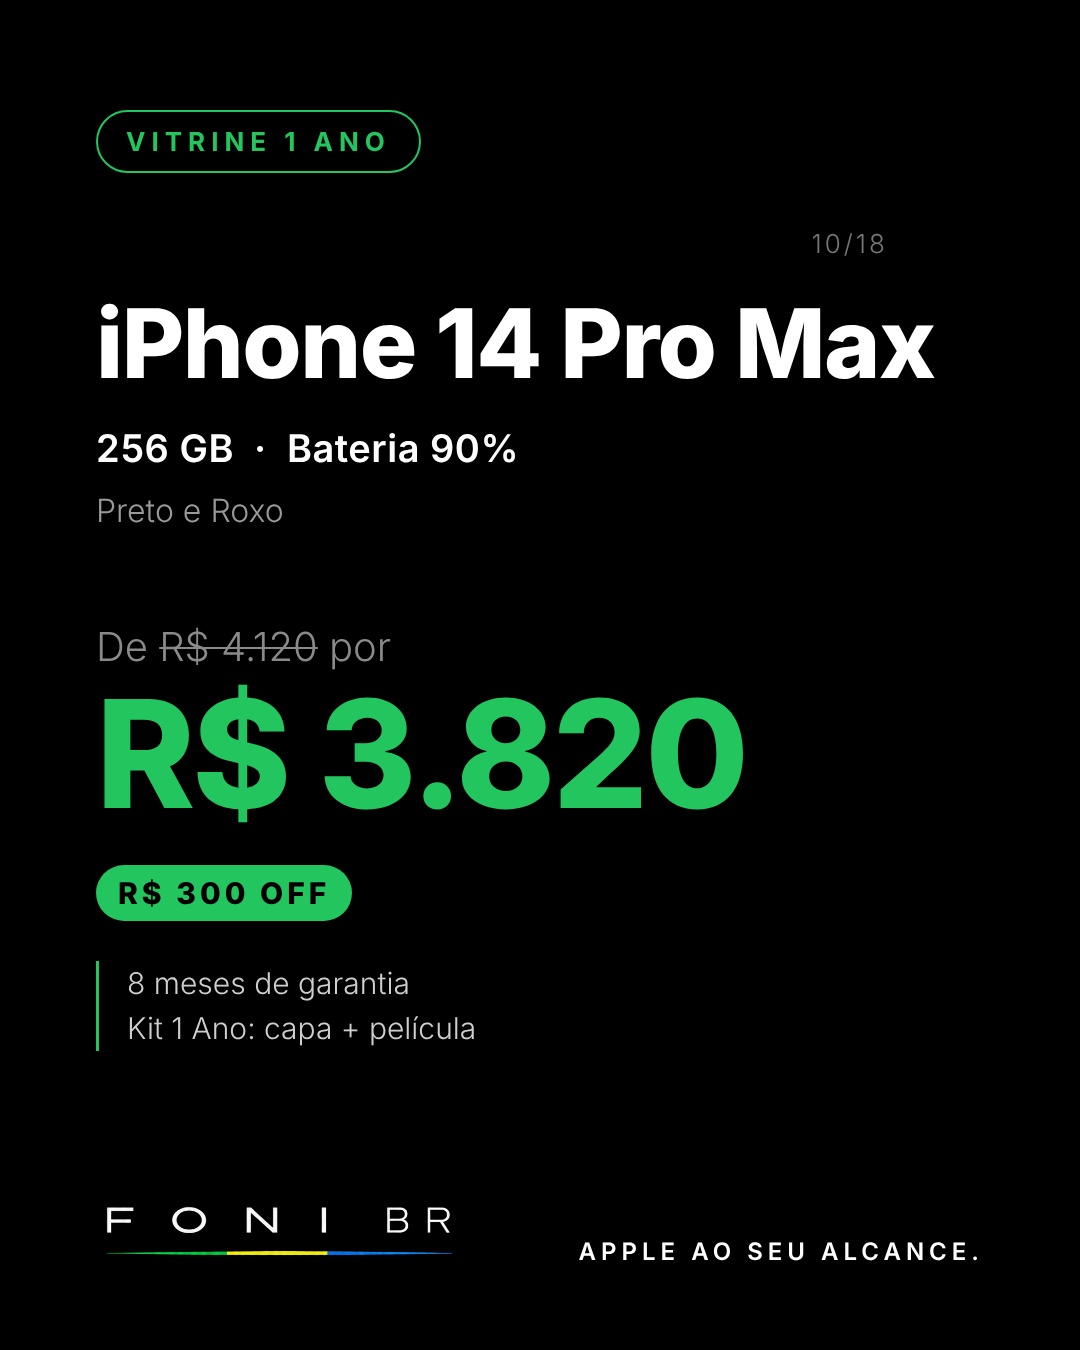 VITRINE 1 ANO
10/18
iPhone 14 Pro Max
256 GB · Bateria 90%
Preto e Roxo
De R$ 4.120 por
R$ 3.820
R$ 300 OFF
8 meses de garantia
Kit 1 Ano: capa + película
FONI BR
APPLE AO SEU ALCANCE.